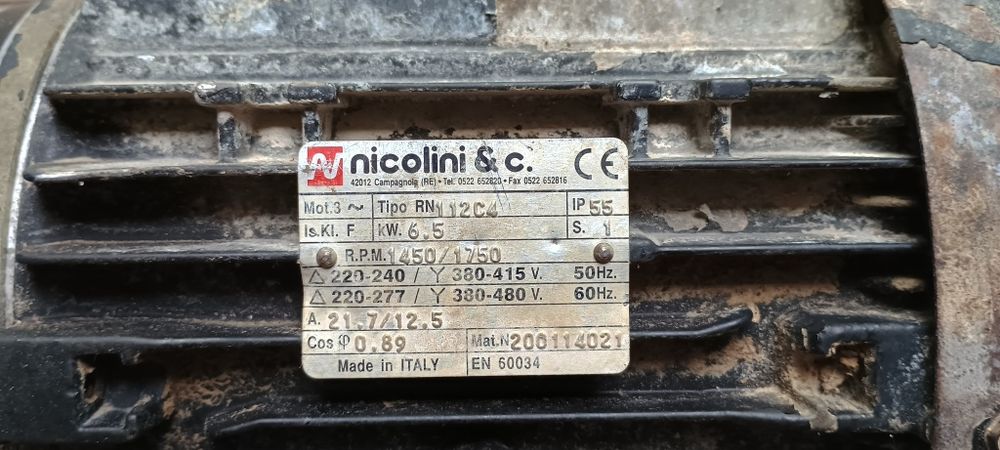 nicolini & c. CE
42012 Campagnola (RE) • Tel. 0522 652820 • Fax 0522 652816
Mot.3 ~ Tipo RN 112C4 IP 55
Is.Kl. F kW. 6.5 S. 1
R.P.M. 1450/1750
△ 220-240 / Y 380-415 V. 50Hz.
△ 220-277 / Y 380-480 V. 60Hz.
A. 21.7/12.5
Cos φ 0.89 Mat.N 200114021
Made in ITALY EN 60034